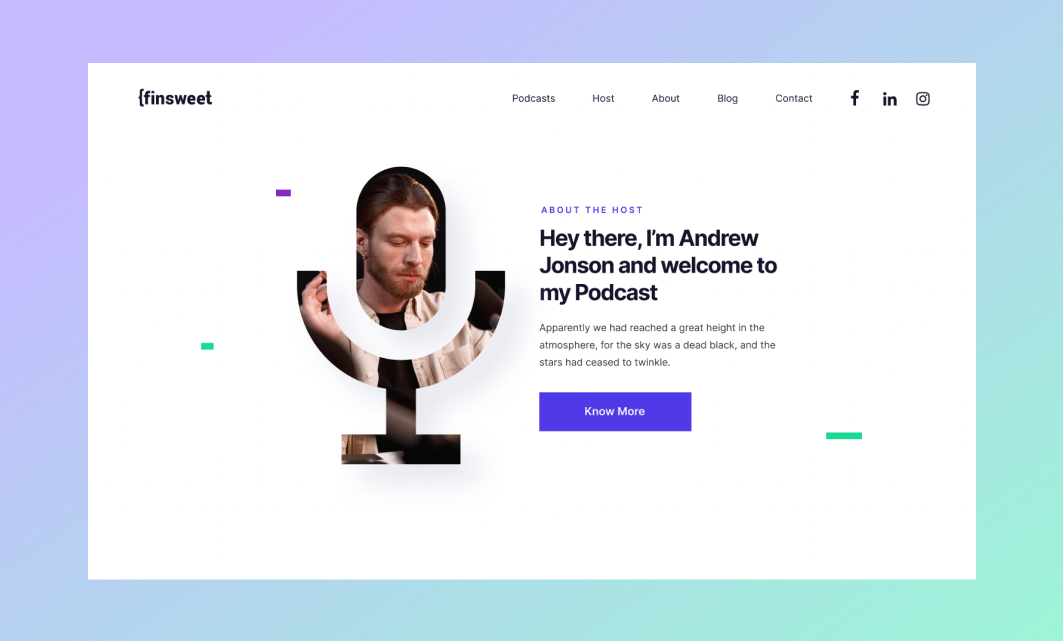 {finsweet
Podcasts Host About Blog Contact
ABOUT THE HOST
Hey there, I’m Andrew
Jonson and welcome to
my Podcast
Apparently we had reached a great height in the
atmosphere, for the sky was a dead black, and the
stars had ceased to twinkle.
Know More